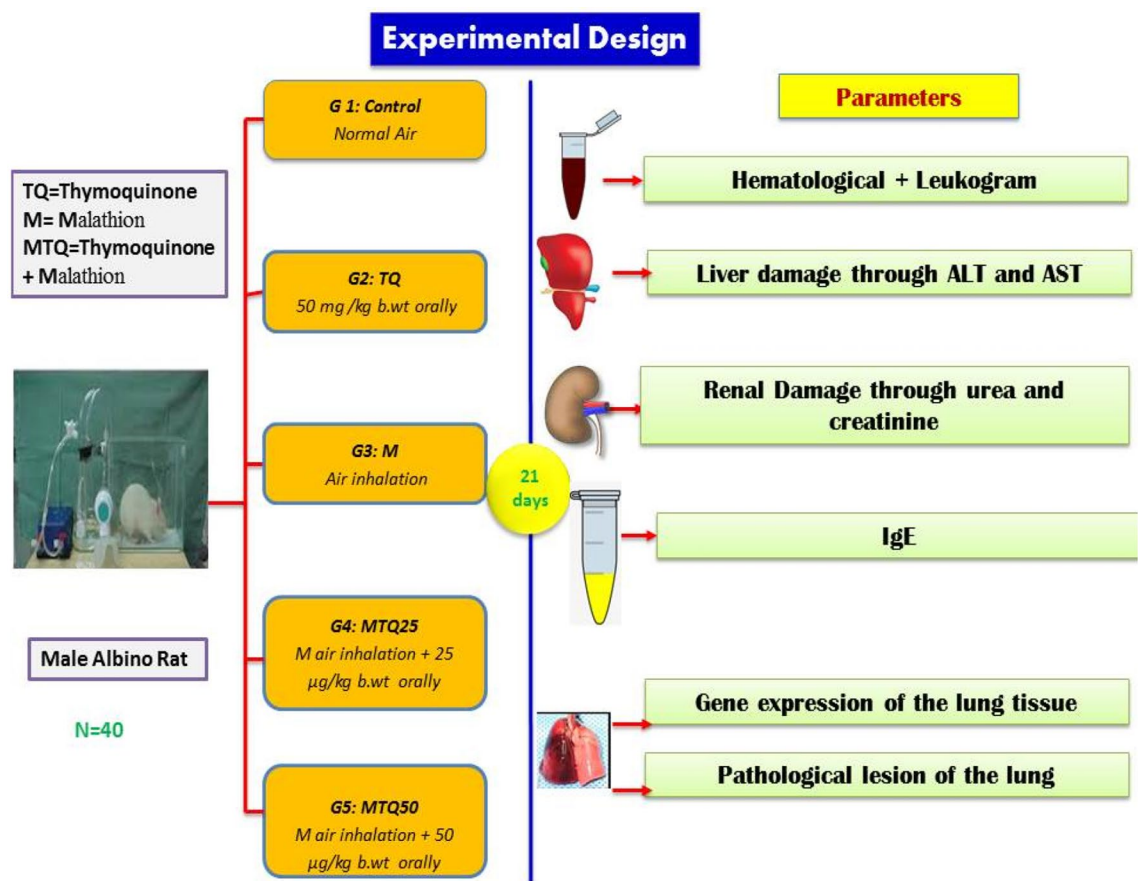 Experimental Design
TQ=Thymoquinone
M= Malathion
MTQ=Thymoquinone
+ Malathion
Male Albino Rat
N=40
G 1: Control
Normal Air
G2: TQ
50 mg /kg b.wt orally
G3: M
Air inhalation
G4: MTQ25
M air inhalation + 25
µg/kg b.wt orally
G5: MTQ50
M air inhalation + 50
µg/kg b.wt orally
21
days
Parameters
Hematological + Leukogram
Liver damage through ALT and AST
Renal Damage through urea and
creatinine
IgE
Gene expression of the lung tissue
Pathological lesion of the lung